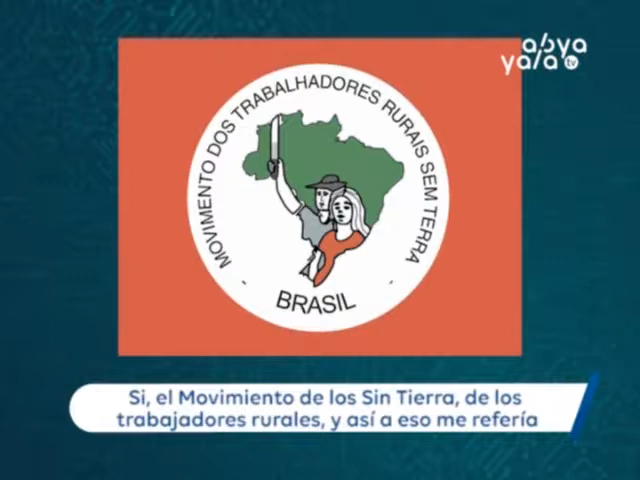 abya
yala tv
MOVIMENTO DOS TRABALHADORES RURAIS SEM TERRA
BRASIL
Si, el Movimiento de los Sin Tierra, de los
trabajadores rurales, y así a eso me refería